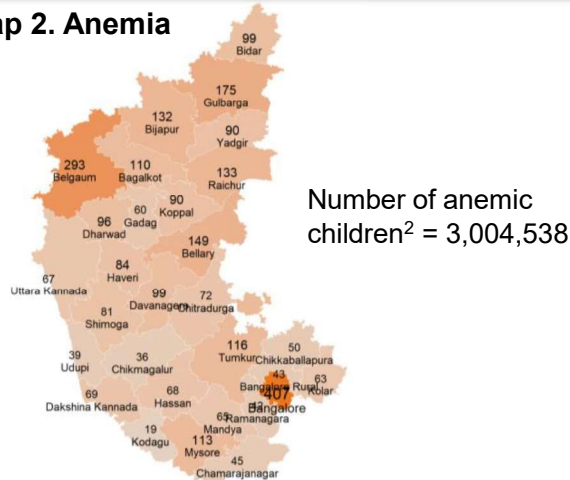 ap 2. Anemia
99
Bidar
175
Gulbarga
132
Bijapur
90
Yadgir
293
Belgaum
110
Bagalkot
133
Raichur
90
Koppal
60
Gadag
96
Dharwad
149
Bellary
Number of anemic
children² = 3,004,538
84
Haveri
67
Uttara Kannada
99
Davanagere
72
Chitradurga
81
Shimoga
116
Tumkur
50
Chikkaballapura
39
Udupi
36
Chikmagalur
43
Bangalore Rural
63
Kolar
407
Bangalore
69
Dakshina Kannada
68
Hassan
Ramanagara
65
Mandya
19
Kodagu
113
Mysore
45
Chamarajanagar